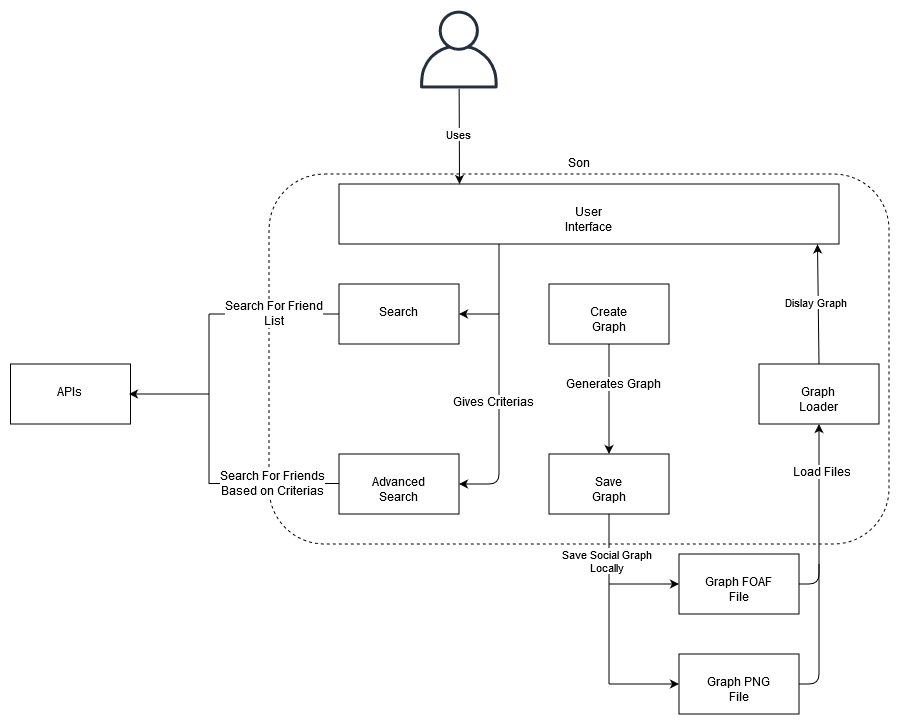 Uses
Son
User
Interface
Search For Friend
List
Search
Create
Graph
Dislay Graph
APIs
Gives Criterias
Generates Graph
Graph
Loader
Search For Friends
Based on Criterias
Advanced
Search
Save
Graph
Load Files
Save Social Graph
Locally
Graph FOAF
File
Graph PNG
File